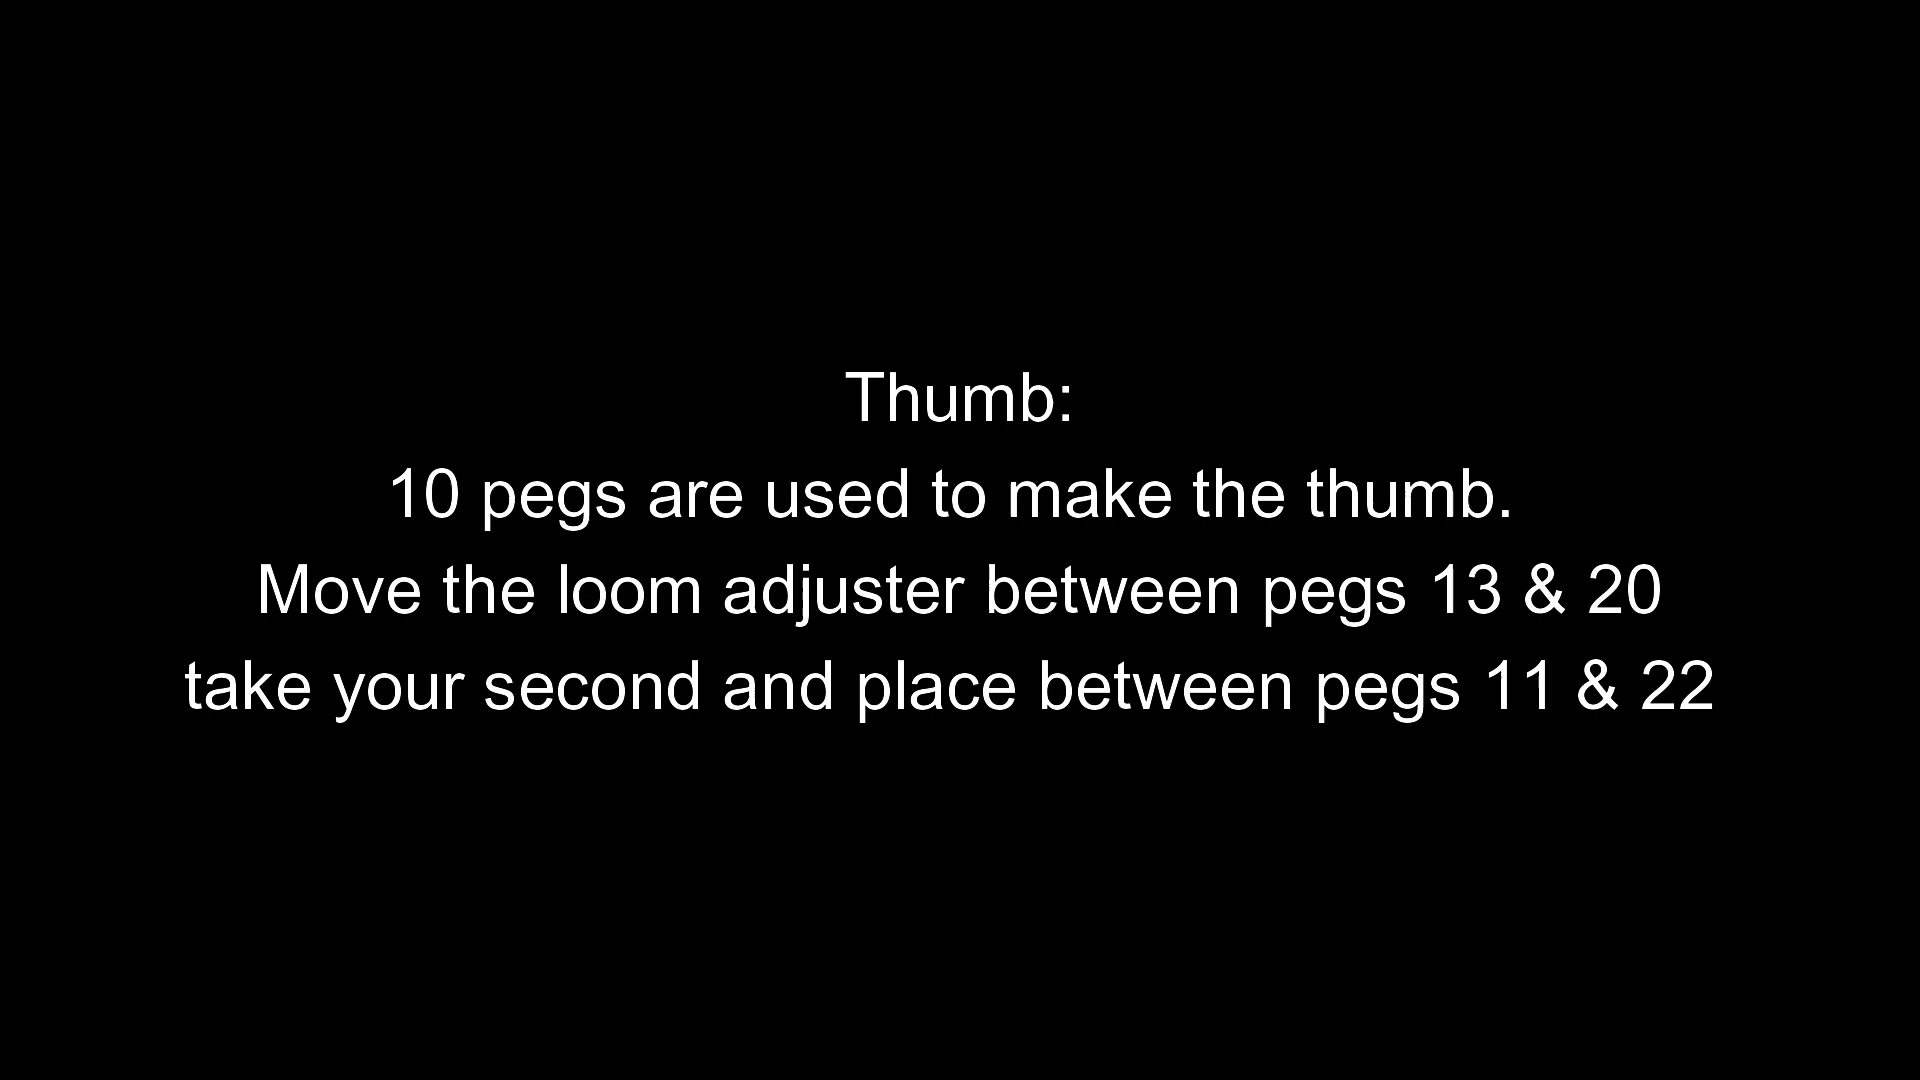 Thumb:
10 pegs are used to make the thumb.
Move the loom adjuster between pegs 13 & 20
take your second and place between pegs 11 & 22